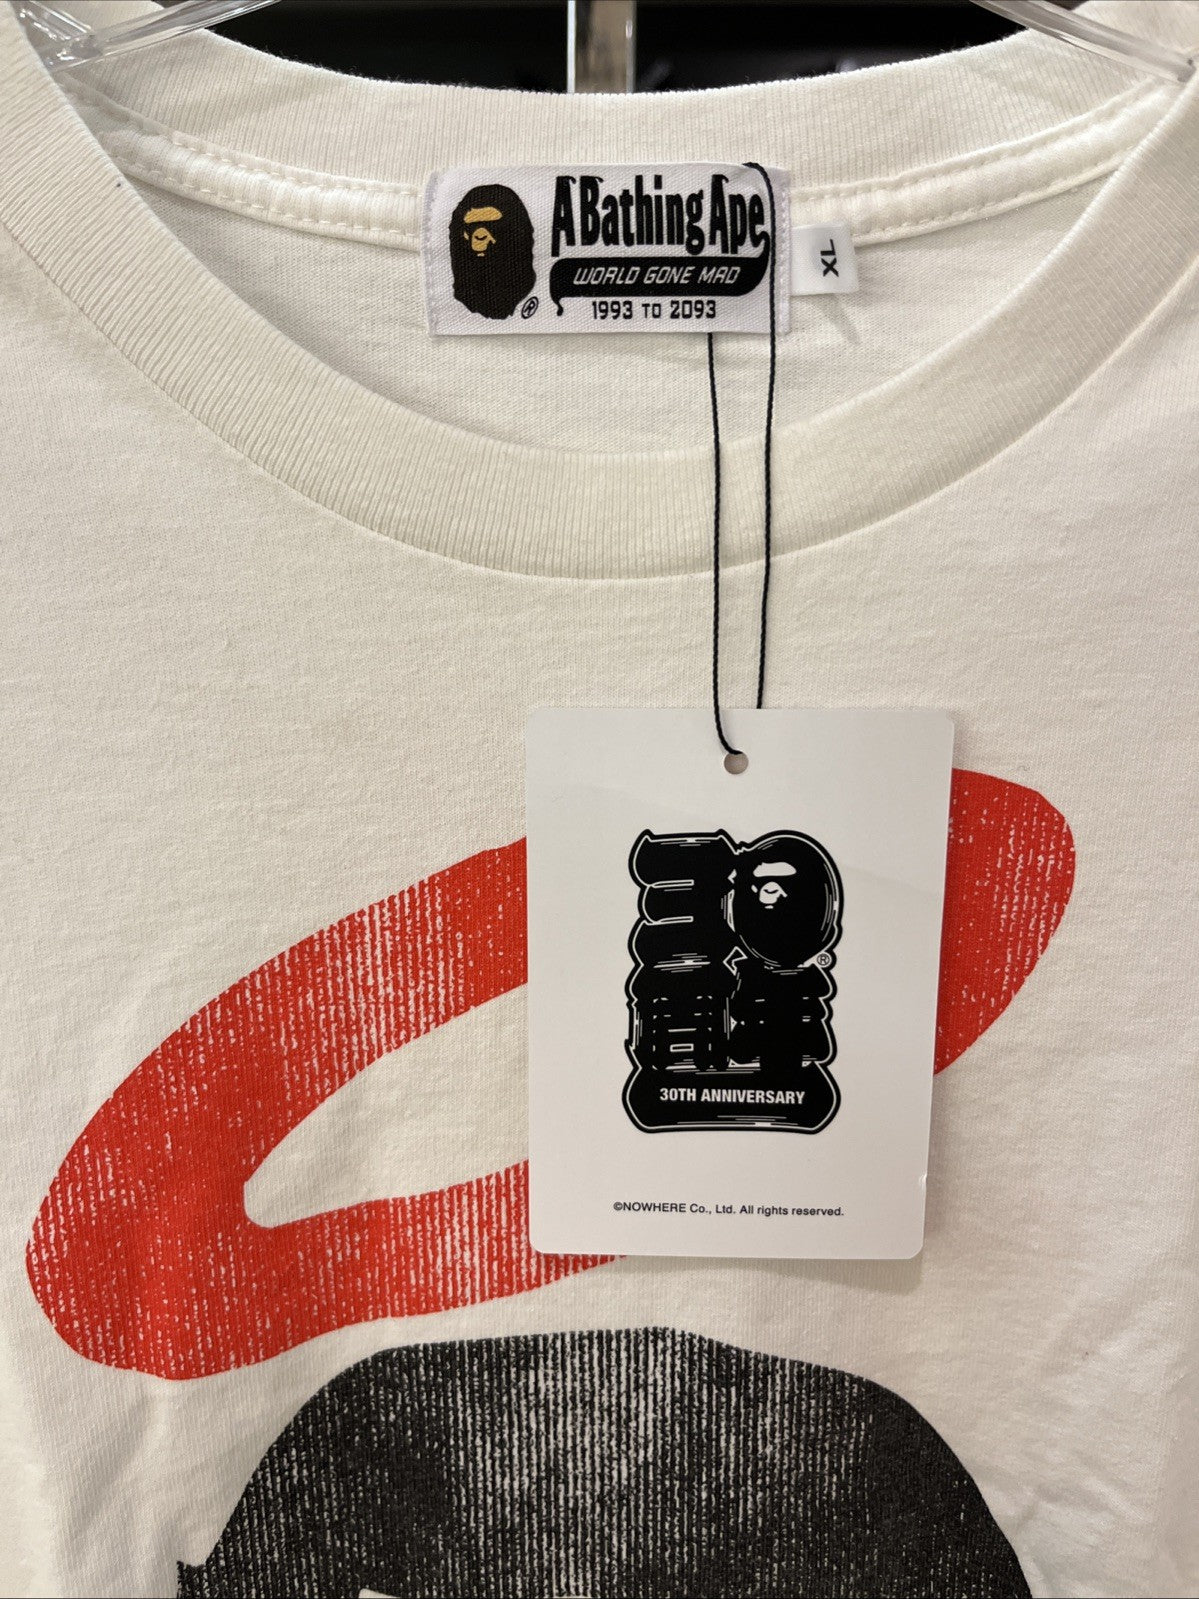 A Bathing Ape
WORLD GONE MAD
®
1993 TO 2093
XL
®
30TH ANNIVERSARY
©NOWHERE Co., Ltd. All rights reserved.